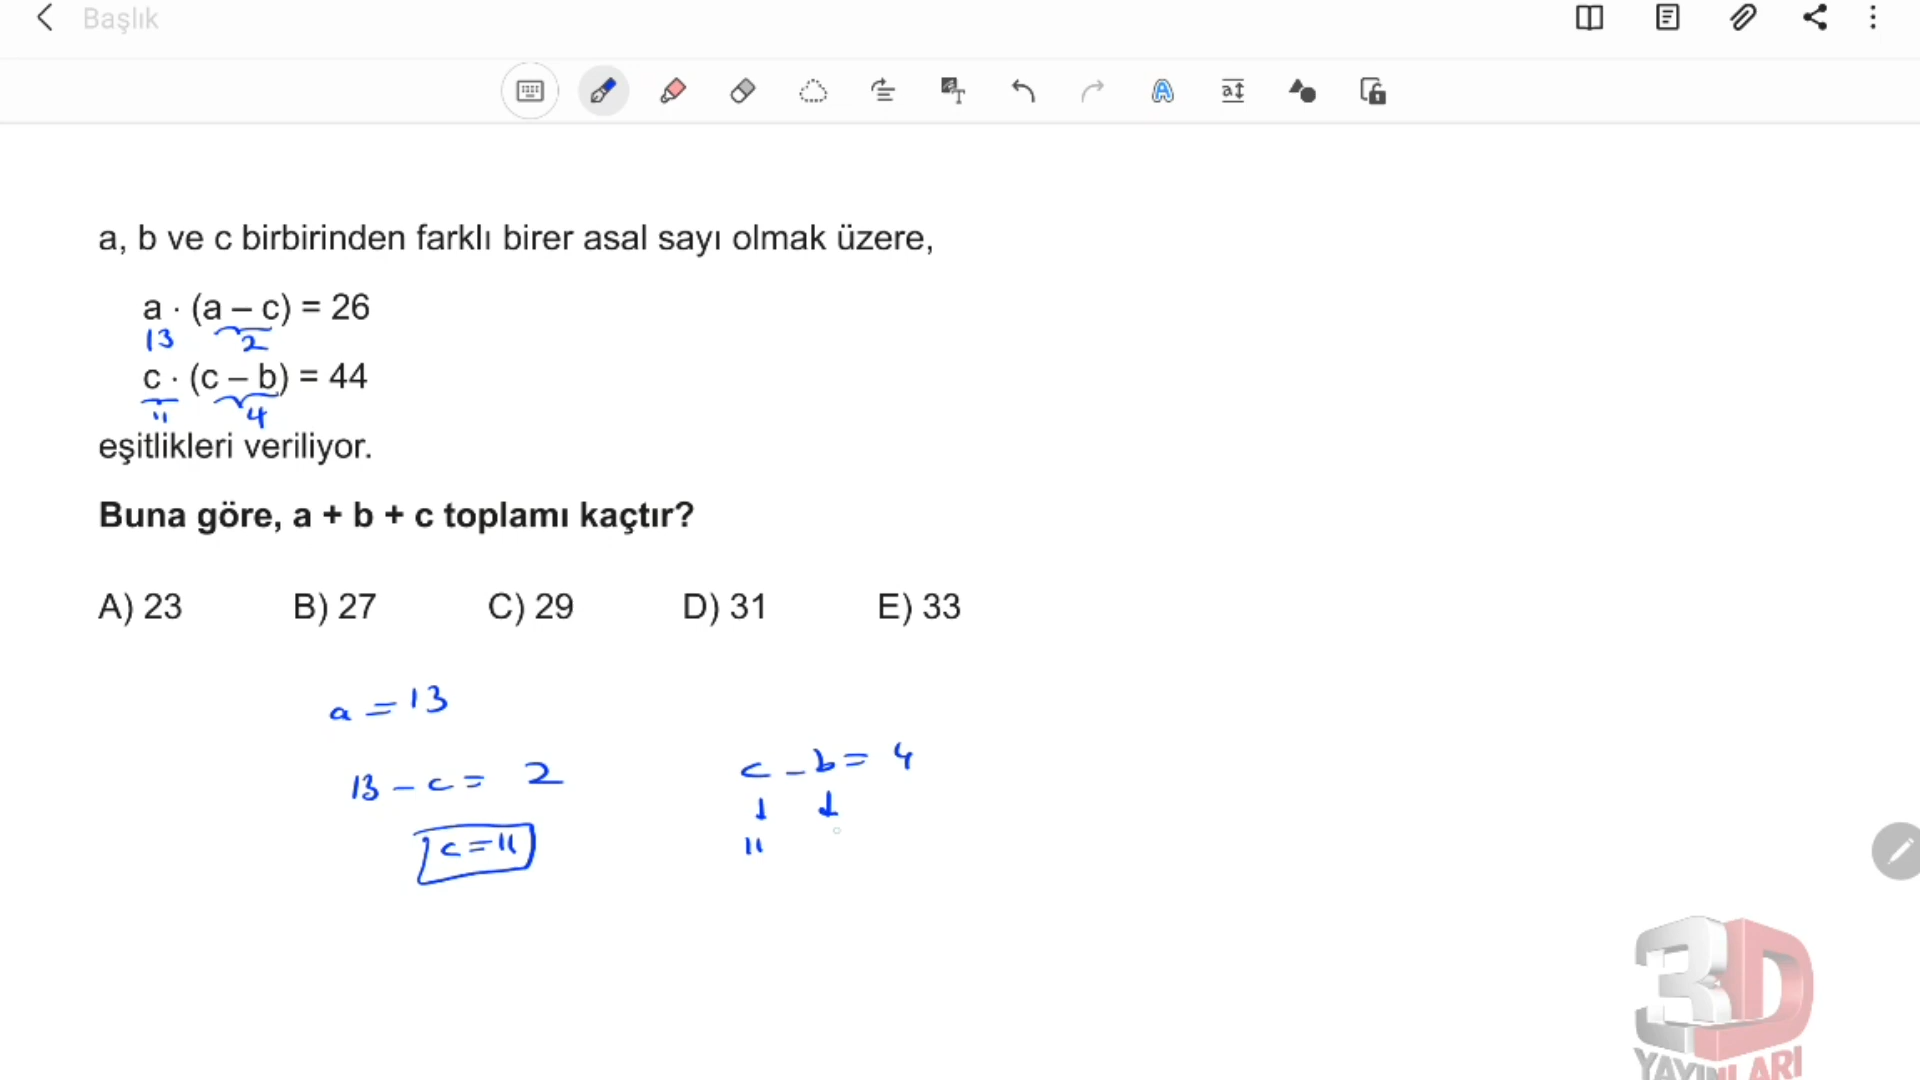 Başlık
a, b ve c birbirinden farklı birer asal sayı olmak üzere,
a · (a – c) = 26
13 2
c · (c – b) = 44
11 4
eşitlikleri veriliyor.
Buna göre, a + b + c toplamı kaçtır?
A) 23 B) 27 C) 29 D) 31 E) 33
a = 13
13 – c = 2
c = 11
c – b = 4
11
3D
YAYINLARI